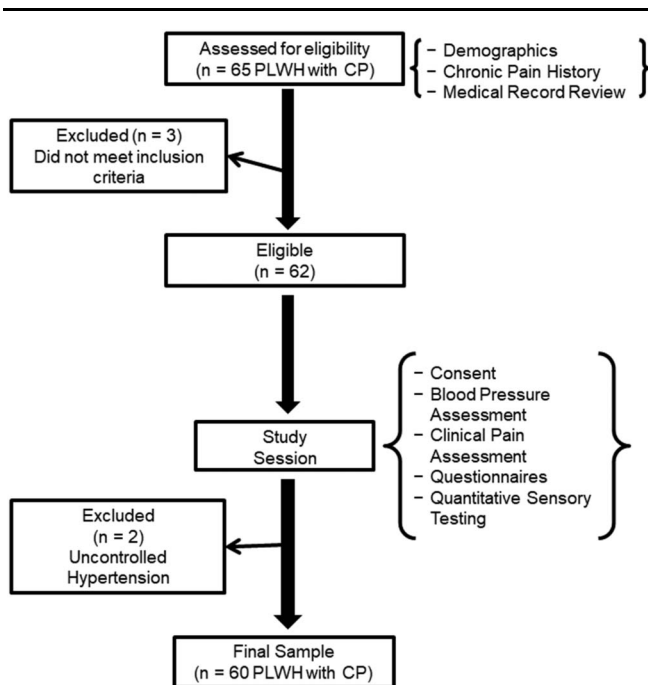 Assessed for eligibility
(n = 65 PLWH with CP)
− Demographics
− Chronic Pain History
− Medical Record Review
Excluded (n = 3)
Did not meet inclusion
criteria
Eligible
(n = 62)
Study
Session
− Consent
− Blood Pressure
Assessment
− Clinical Pain
Assessment
− Questionnaires
− Quantitative Sensory
Testing
Excluded
(n = 2)
Uncontrolled
Hypertension
Final Sample
(n = 60 PLWH with CP)